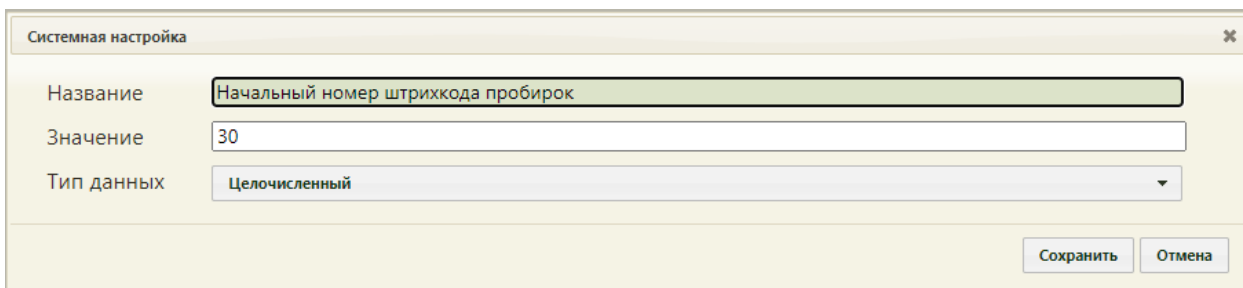 Системная настройка
Название Начальный номер штрихкода пробирок
Значение 30
Тип данных Целочисленный
Сохранить Отмена